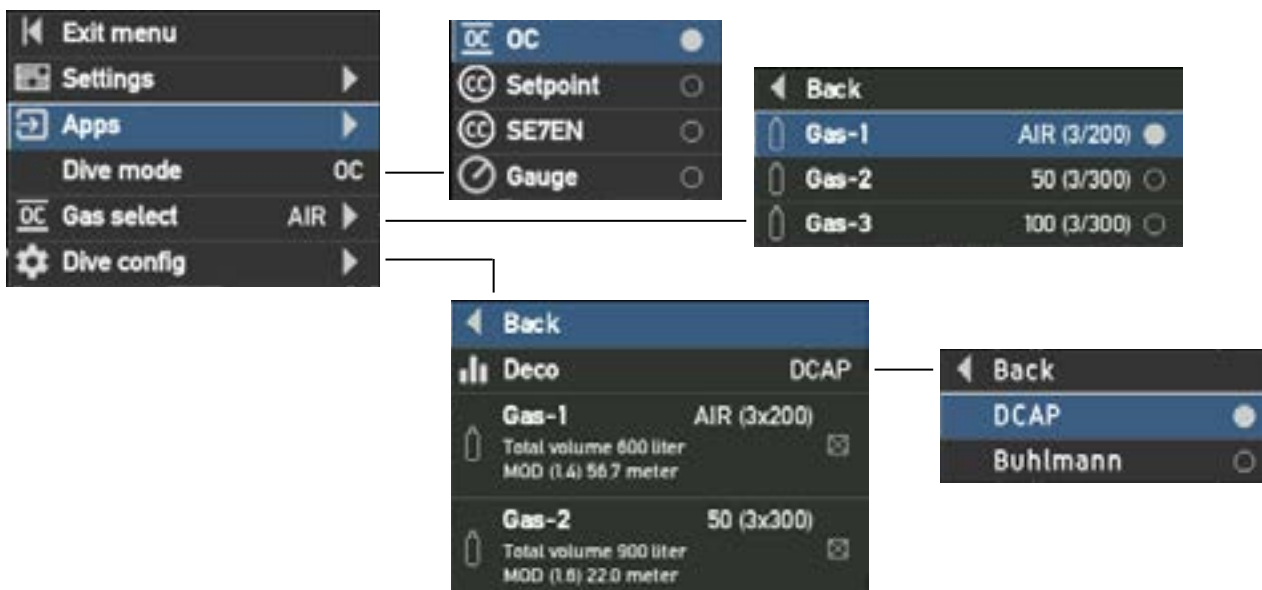 Exit menu
Settings
Apps
Dive mode OC
OC Gas select AIR
Dive config
OC OC
CC Setpoint
CC SE7EN
Gauge
Back
Gas-1 AIR (3/200)
Gas-2 50 (3/300)
Gas-3 100 (3/300)
Back
Deco DCAP
Gas-1 AIR (3x200)
Total volume 600 liter
MOD (1.4) 56.7 meter
Gas-2 50 (3x300)
Total volume 900 liter
MOD (1.6) 22.0 meter
Back
DCAP
Buhlmann